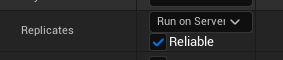 Run on Server
Replicates
Reliable